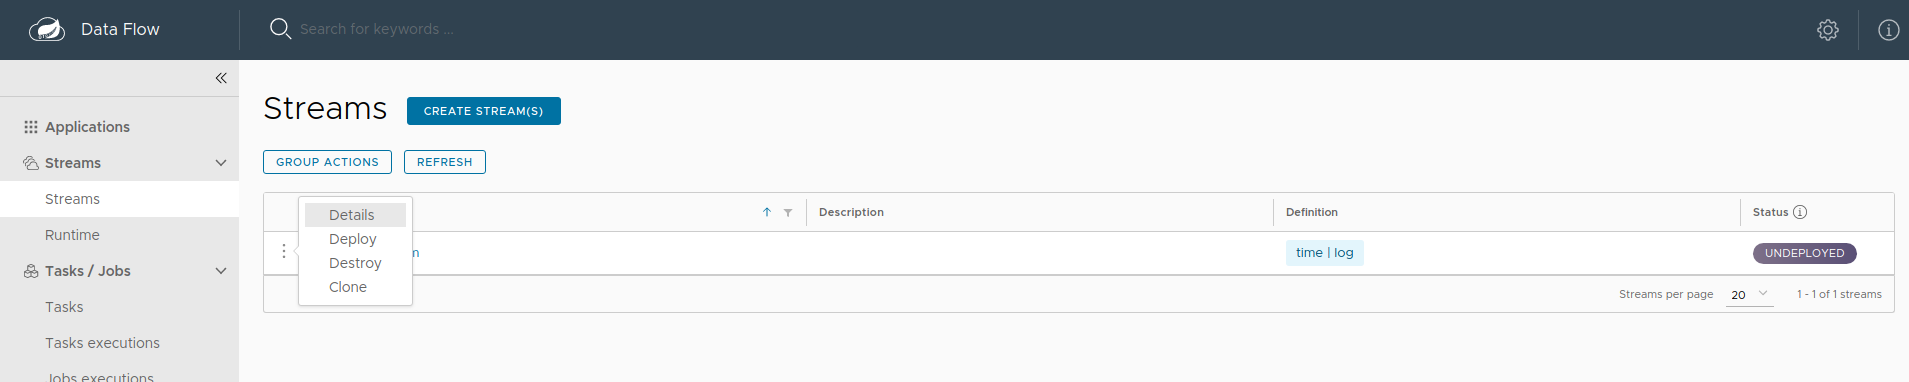 Data Flow
Search for keywords ...
Applications
Streams
Streams
Runtime
Tasks / Jobs
Tasks
Tasks executions
Jobs executions
Streams
CREATE STREAM(S)
GROUP ACTIONS
REFRESH
Description
Definition
Status
Details
Deploy
Destroy
Clone
time | log
UNDEPLOYED
Streams per page
20
1 - 1 of 1 streams